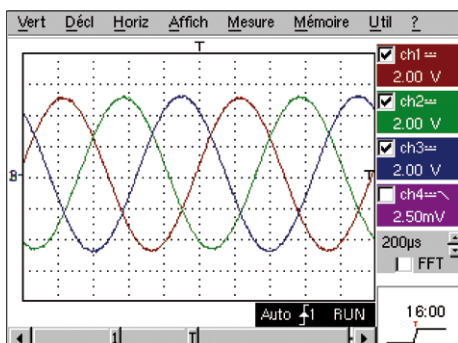 Vert Décl Horiz Affich Mesure Mémoire Util ?
T
ch1
2.00 V
ch2
2.00 V
ch3
2.00 V
ch4
2.50mV
T
200µs
FFT
Auto 1 RUN
16:00
1 T